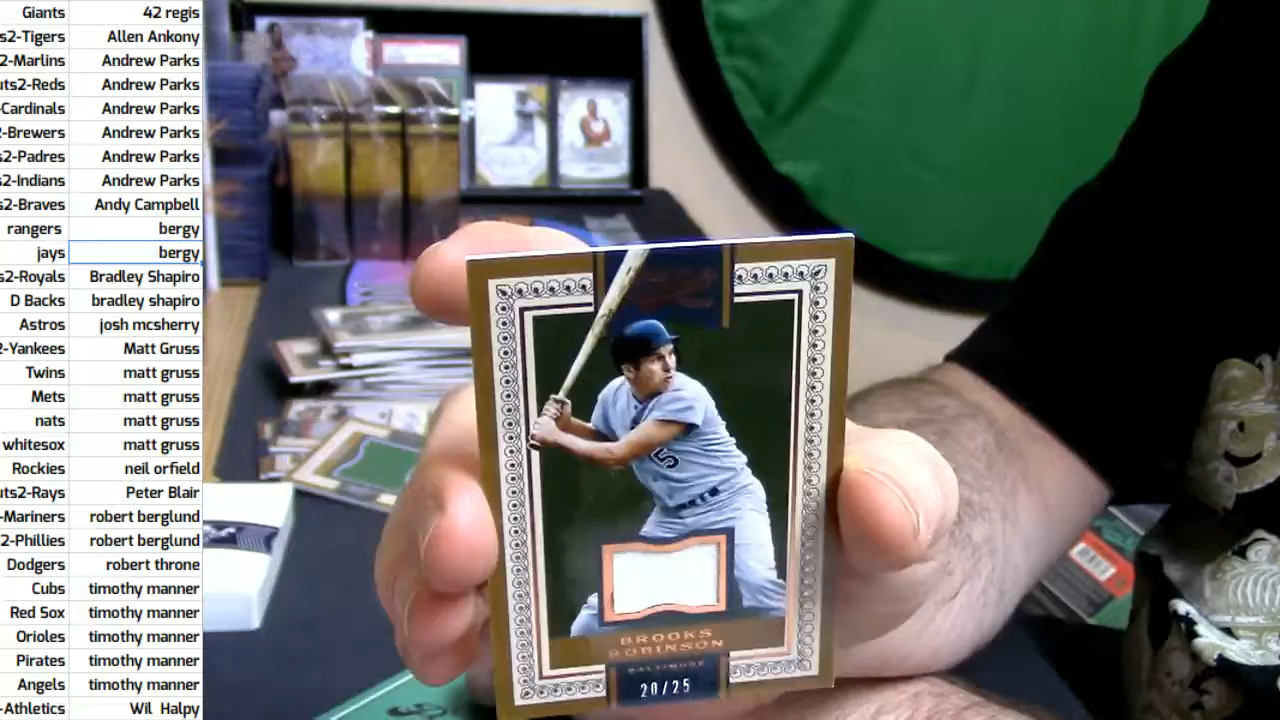 Giants 42 regis
s2-Tigers Allen Ankony
2-Marlins Andrew Parks
uts2-Reds Andrew Parks
-Cardinals Andrew Parks
2-Brewers Andrew Parks
s2-Padres Andrew Parks
s2-Indians Andrew Parks
s2-Braves Andy Campbell
rangers bergy
jays bergy
s2-Royals Bradley Shapiro
D Backs bradley shapiro
Astros josh mcsherry
2-Yankees Matt Gruss
Twins matt gruss
Mets matt gruss
nats matt gruss
whitesox matt gruss
Rockies neil orfield
uts2-Rays Peter Blair
-Mariners robert berglund
2-Phillies robert berglund
Dodgers robert throne
Cubs timothy manner
Red Sox timothy manner
Orioles timothy manner
Pirates timothy manner
Angels timothy manner
-Athletics Wil Halpy
5
BROOKS
ROBINSON
BALTIMORE
20/25